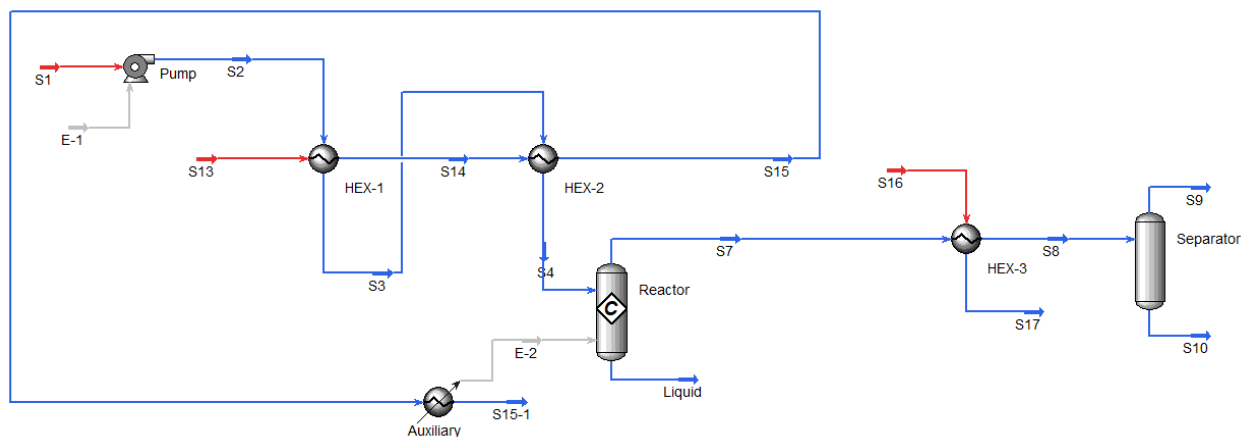 S1
Pump
S2
E-1
S13
HEX-1
S14
HEX-2
S15
S3
S4
Reactor
C
E-2
Liquid
Auxiliary
S15-1
S7
S16
HEX-3
S8
S17
S9
Separator
S10